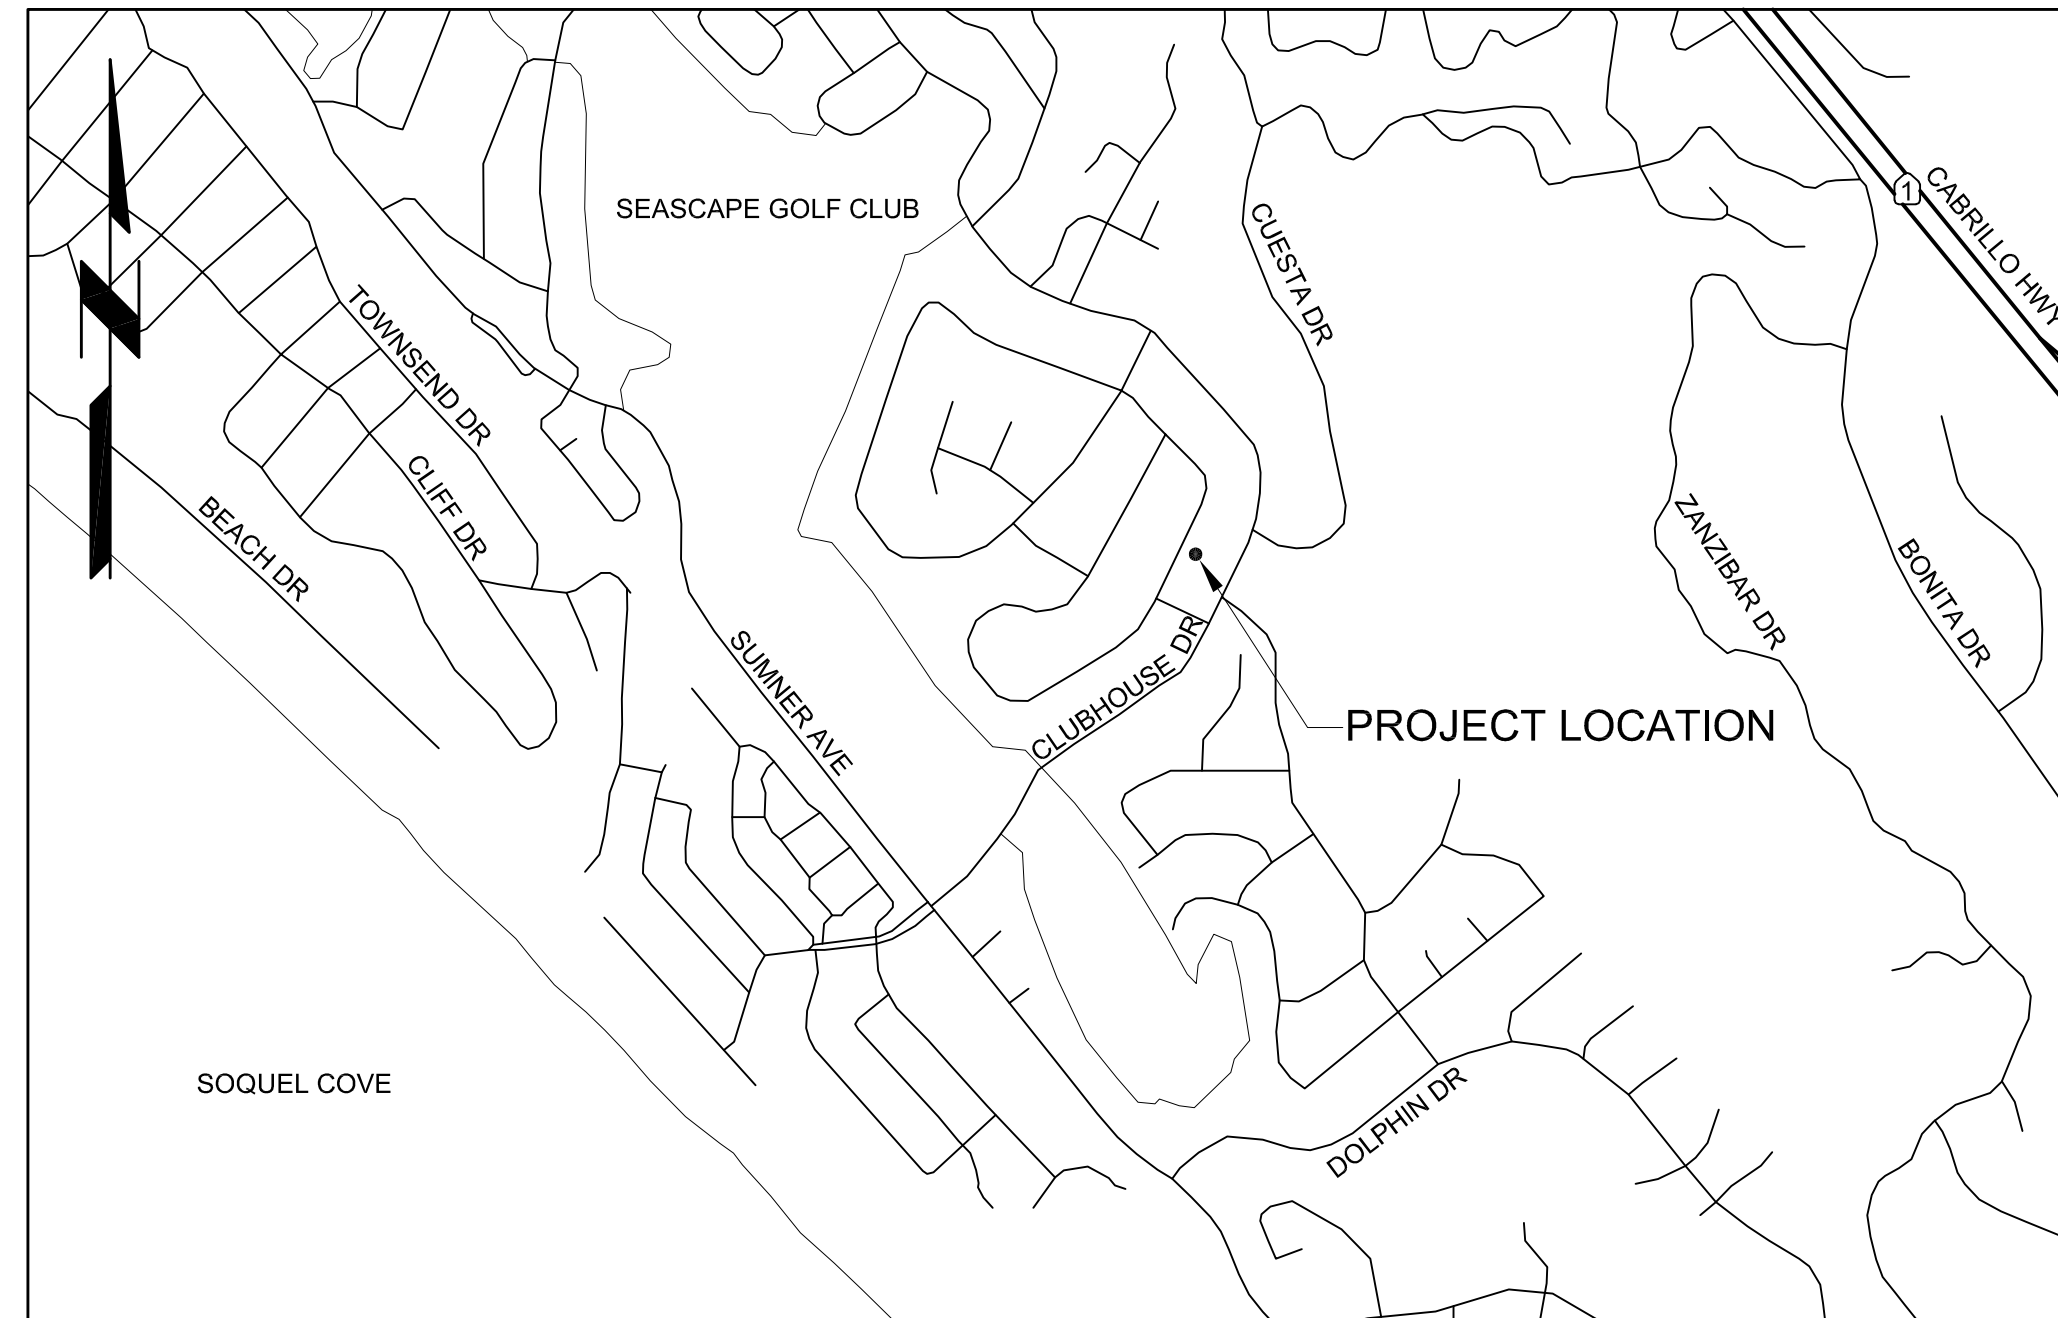 SEASCAPE GOLF CLUB
1
CABRILLO HWY
CUESTA DR
TOWNSEND DR
CLIFF DR
BEACH DR
ZANZIBAR DR
BONITA DR
SUMNER AVE
CLUBHOUSE DR
PROJECT LOCATION
SOQUEL COVE
DOLPHIN DR
N